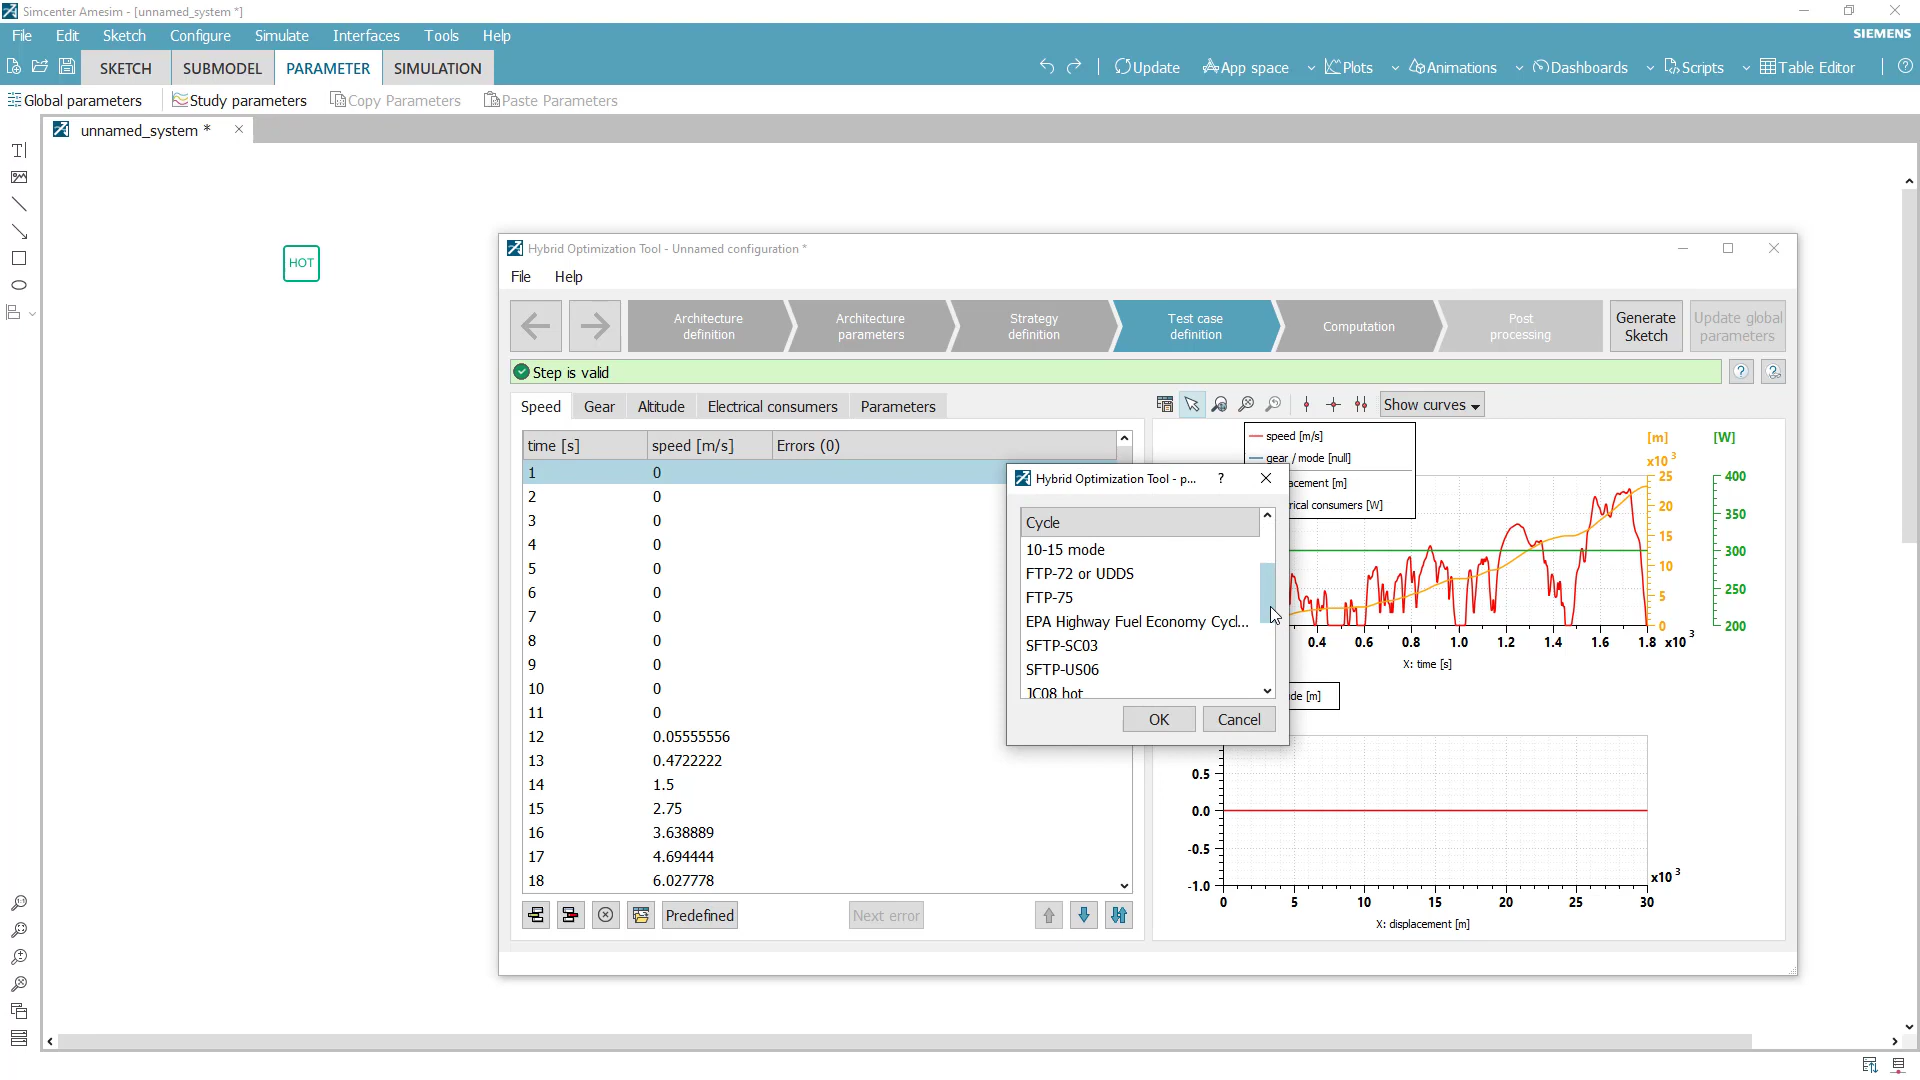 Simcenter Amesim - [unnamed_system *]
File Edit Sketch Configure Simulate Interfaces Tools Help
SIEMENS
SKETCH SUBMODEL PARAMETER SIMULATION
Update App space Plots Animations Dashboards Scripts Table Editor
Global parameters Study parameters Copy Parameters Paste Parameters
unnamed_system *
HOT
Hybrid Optimization Tool - Unnamed configuration *
File Help
Architecture definition
Architecture parameters
Strategy definition
Test case definition
Computation
Post processing
Generate Sketch
Update global parameters
Step is valid
Speed Gear Altitude Electrical consumers Parameters
Show curves
time [s] speed [m/s] Errors (0)
1 0
2 0
3 0
4 0
5 0
6 0
7 0
8 0
9 0
10 0
11 0
12 0.05555556
13 0.4722222
14 1.5
15 2.75
16 3.638889
17 4.694444
18 6.027778
Predefined Next error
speed [m/s]
gear / mode [null]
acement [m]
rical consumers [W]
[m] [W]
x10 3
25 400
20 350
15
10 300
5 250
0 200
0.4 0.6 0.8 1.0 1.2 1.4 1.6 1.8 x10 3
X: time [s]
de [m]
0.5
0.0
-0.5
-1.0
0 5 10 15 20 25 30
x10 3
X: displacement [m]
Hybrid Optimization Tool - p... ?
Cycle
10-15 mode
FTP-72 or UDDS
FTP-75
EPA Highway Fuel Economy Cycl...
SFTP-SC03
SFTP-US06
JC08 hot
OK Cancel